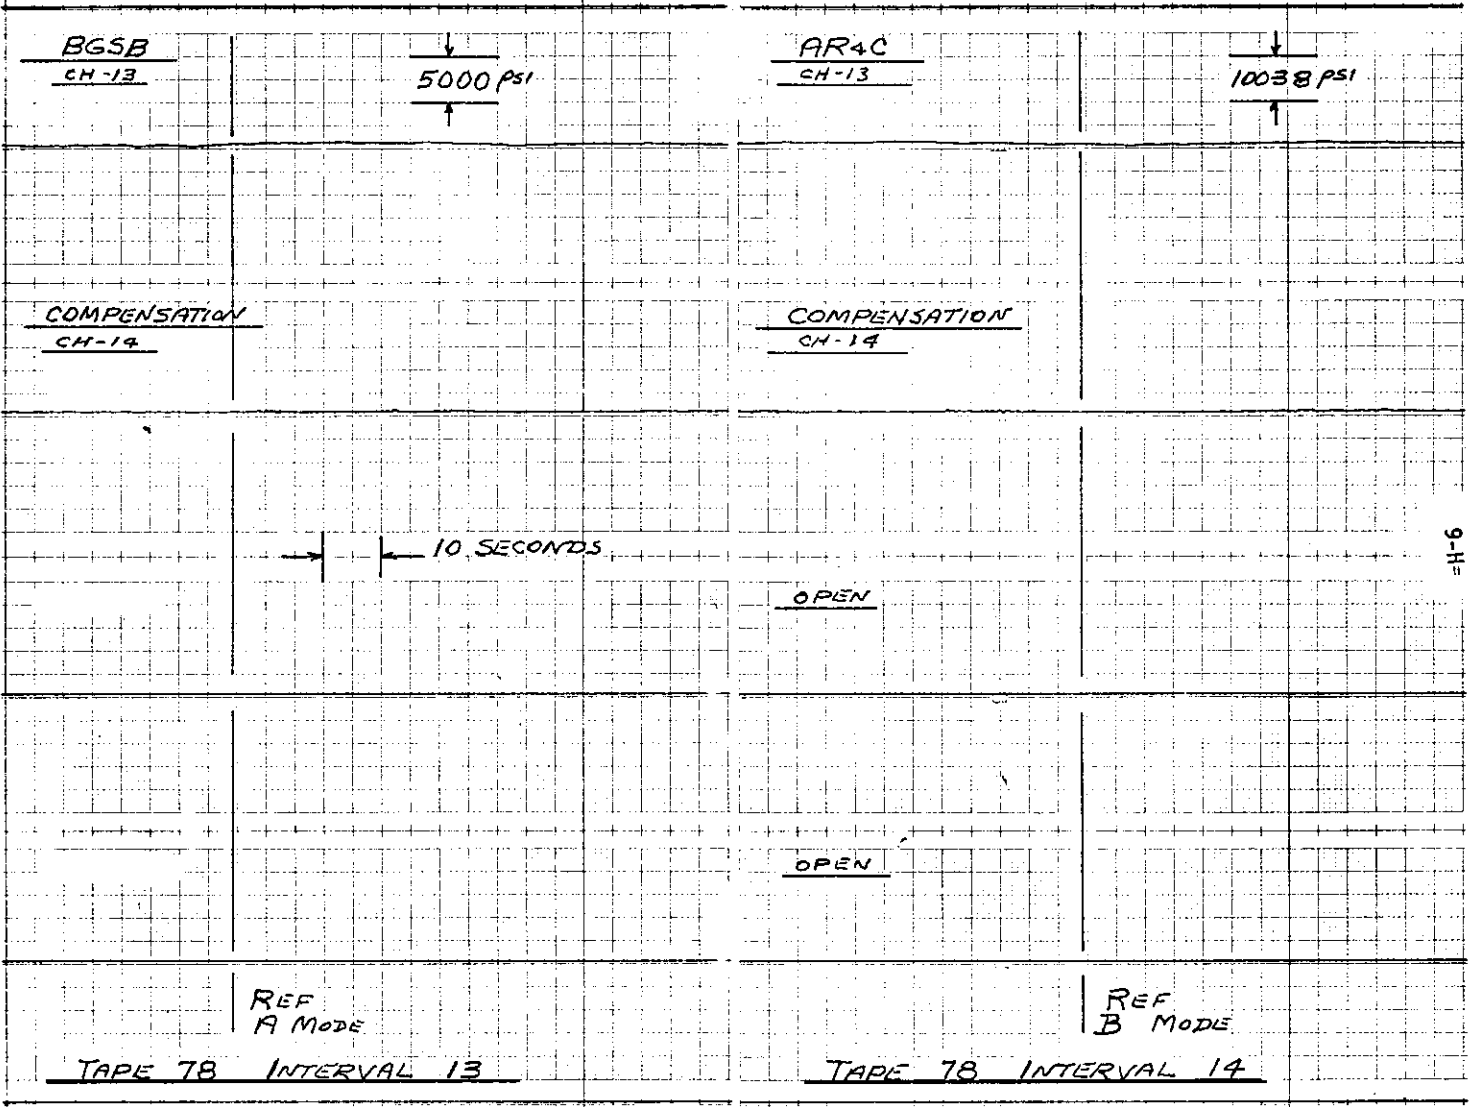 BGSB
CH-13
5000 PSI
COMPENSATION
CH-14
10 SECONDS
REF
A MODE
TAPE 78 INTERVAL 13
AR4C
CH-13
10038 PSI
COMPENSATION
CH-14
OPEN
OPEN
REF
B MODE
TAPE 78 INTERVAL 14
H-6